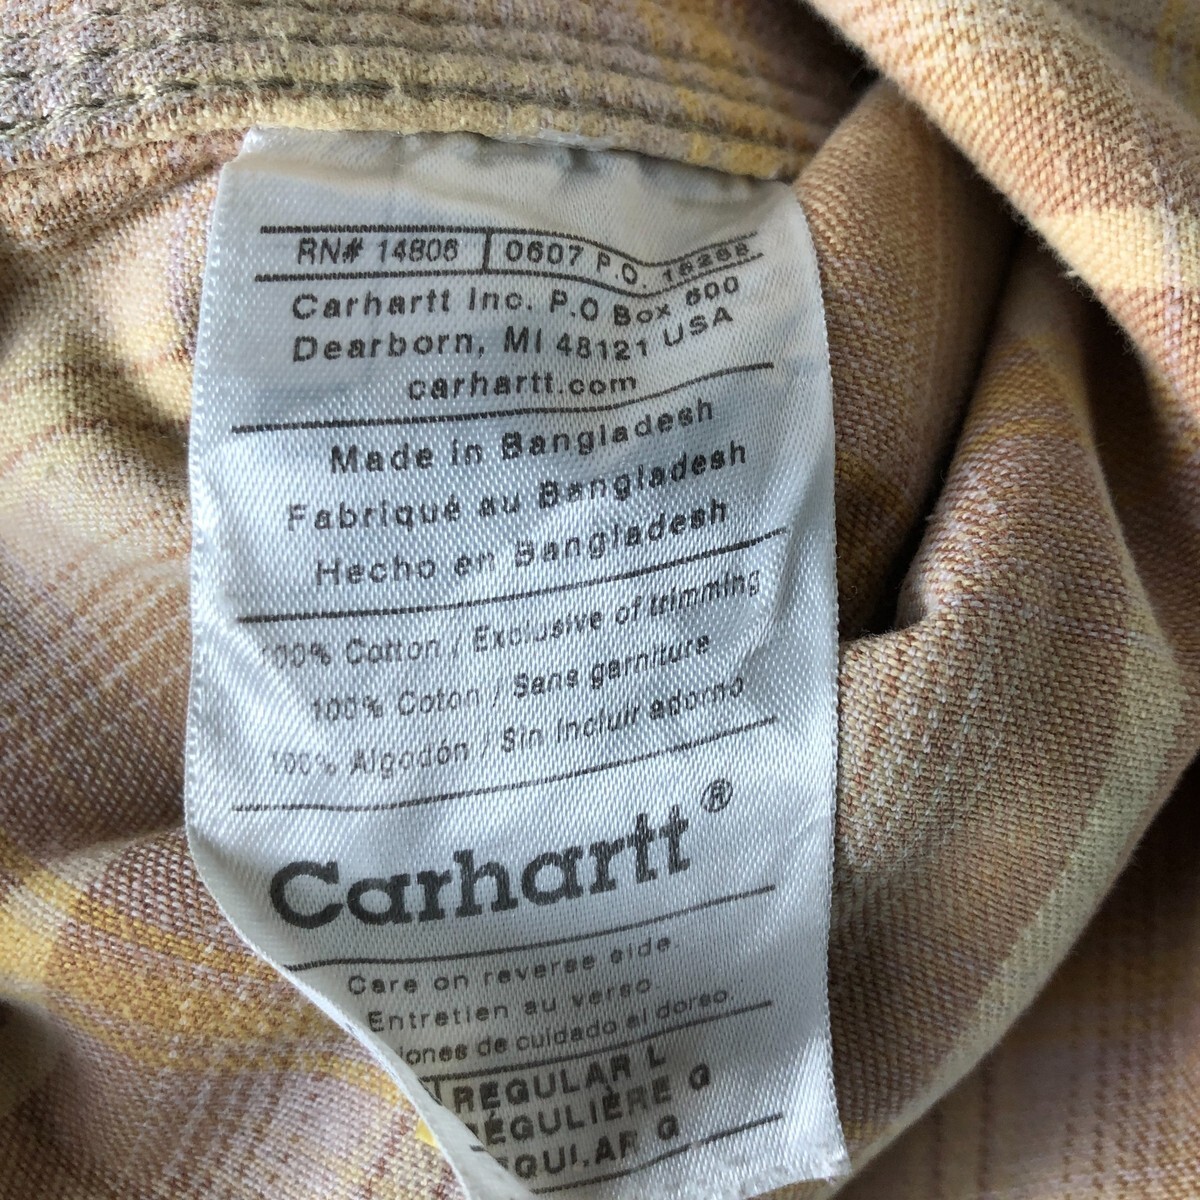 RN# 14806 0607 P.O. 18268
Carhartt Inc. P.O Box 600
Dearborn, MI 48121 USA
carhartt.com
Made in Bangladesh
Fabriqué au Bangladesh
Hecho en Bangladesh
100% Cotton / Exclusive of trimming
100% Coton / Sans garniture
100% Algodón / Sin incluir adorno
Carhartt®
Care on reverse side
Entretien au verso.
de cuidado al dorso.
REGULAR L
RÉGULIÈRE G
G